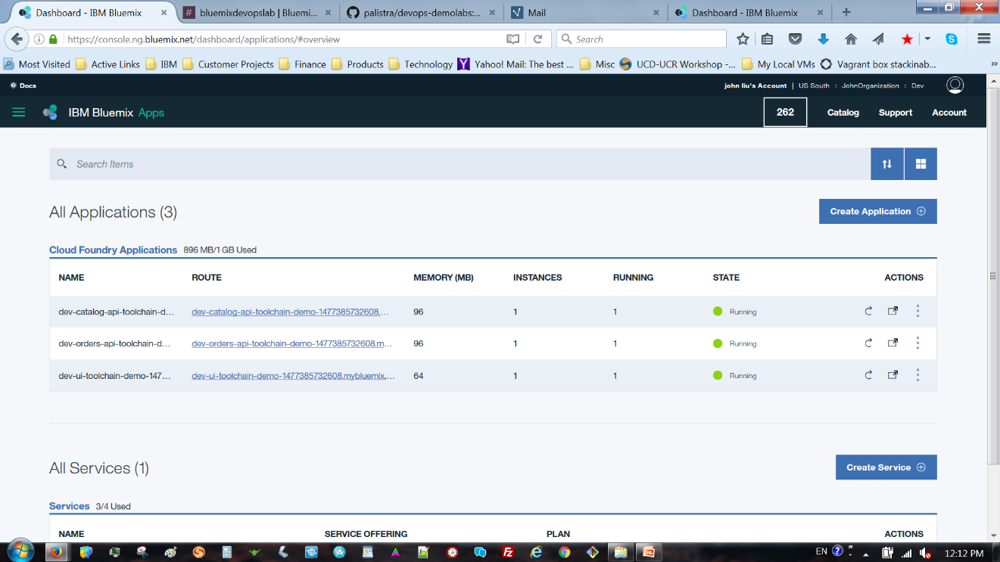 Dashboard - IBM Bluemix
bluemixdevopslab | Bluemi...
palistra/devops-demolabs:...
Mail
Dashboard - IBM Bluemix
https://console.ng.bluemix.net/dashboard/applications/#overview
Search
Most Visited Active Links IBM Customer Projects Finance Products Technology Yahoo! Mail: The best ... Misc UCD-UCR Workshop -... My Local VMs Vagrant box stackinab... »
Docs
john liu's Account | US South : JohnOrganization : Dev
IBM Bluemix Apps
262 Catalog Support Account
Search Items
All Applications (3)
Create Application
Cloud Foundry Applications 896 MB/1 GB Used
NAME ROUTE MEMORY (MB) INSTANCES RUNNING STATE ACTIONS
dev-catalog-api-toolchain-d... dev-catalog-api-toolchain-demo-1477385732608.... 96 1 1 Running
dev-orders-api-toolchain-d... dev-orders-api-toolchain-demo-1477385732608.m... 96 1 1 Running
dev-ui-toolchain-demo-147... dev-ui-toolchain-demo-1477385732608.mybluemix.... 64 1 1 Running
All Services (1)
Create Service
Services 3/4 Used
NAME SERVICE OFFERING PLAN ACTIONS
EN 12:12 PM